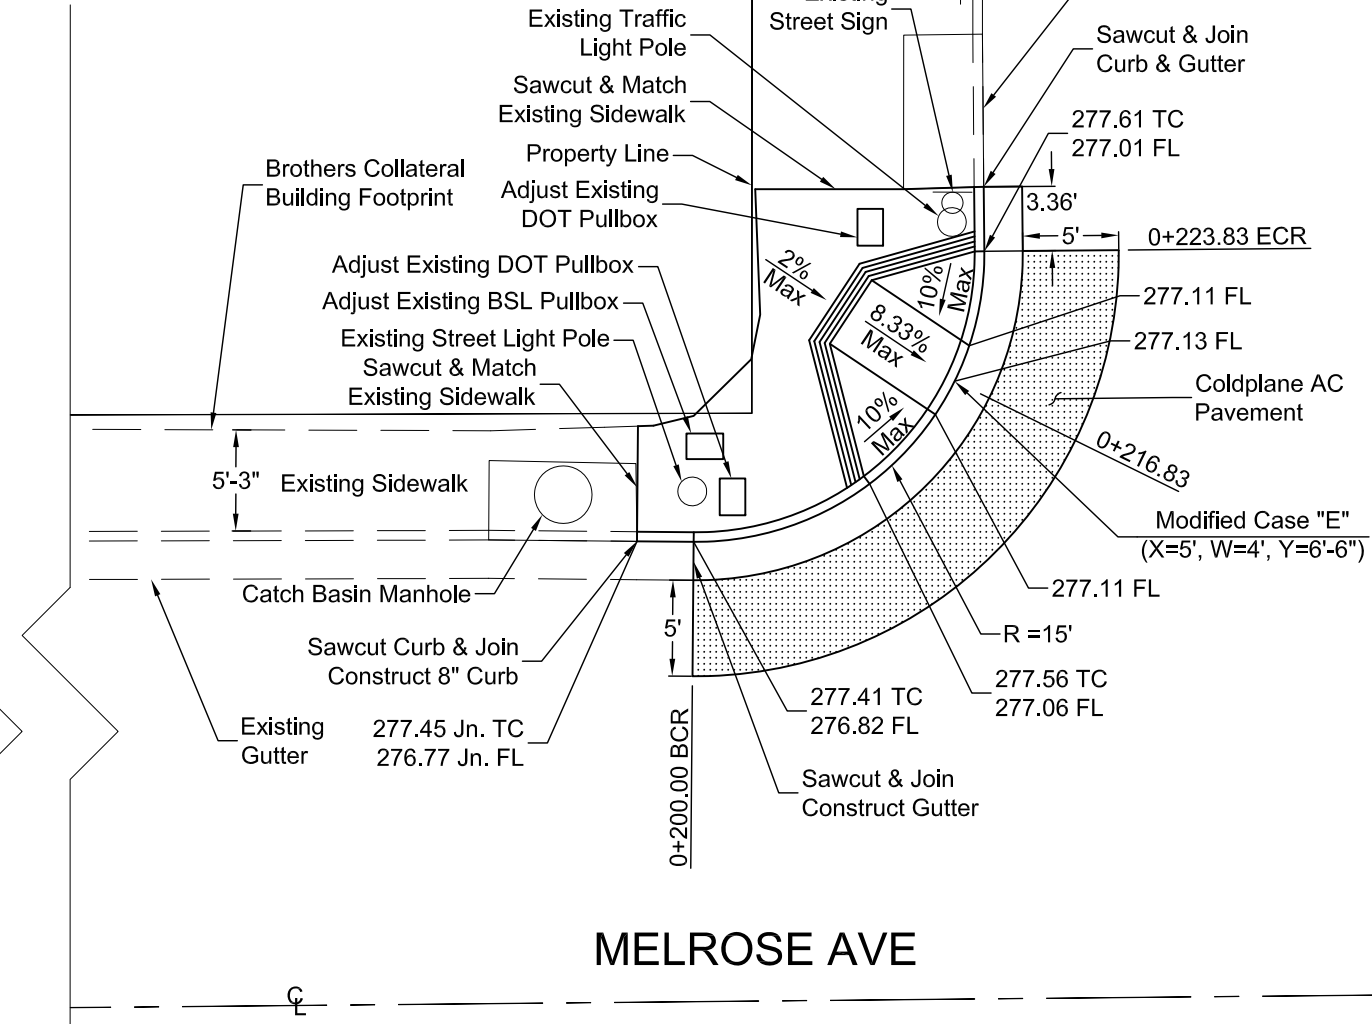 Existing
Street Sign
Existing Traffic
Light Pole
Sawcut & Join
Curb & Gutter
Sawcut & Match
Existing Sidewalk
277.61 TC
277.01 FL
Property Line
Brothers Collateral
Building Footprint
Adjust Existing
DOT Pullbox
3.36'
5'
0+223.83 ECR
Adjust Existing DOT Pullbox
2%
Max
10%
Max
Adjust Existing BSL Pullbox
277.11 FL
8.33%
Max
Existing Street Light Pole
277.13 FL
Sawcut & Match
Existing Sidewalk
Coldplane AC
Pavement
10%
Max
0+216.83
5'-3"
Existing Sidewalk
Modified Case "E"
(X=5', W=4', Y=6'-6")
Catch Basin Manhole
277.11 FL
5'
R =15'
Sawcut Curb & Join
Construct 8" Curb
277.56 TC
277.06 FL
277.41 TC
276.82 FL
Existing
Gutter
277.45 Jn. TC
276.77 Jn. FL
0+200.00 BCR
Sawcut & Join
Construct Gutter
MELROSE AVE
CL